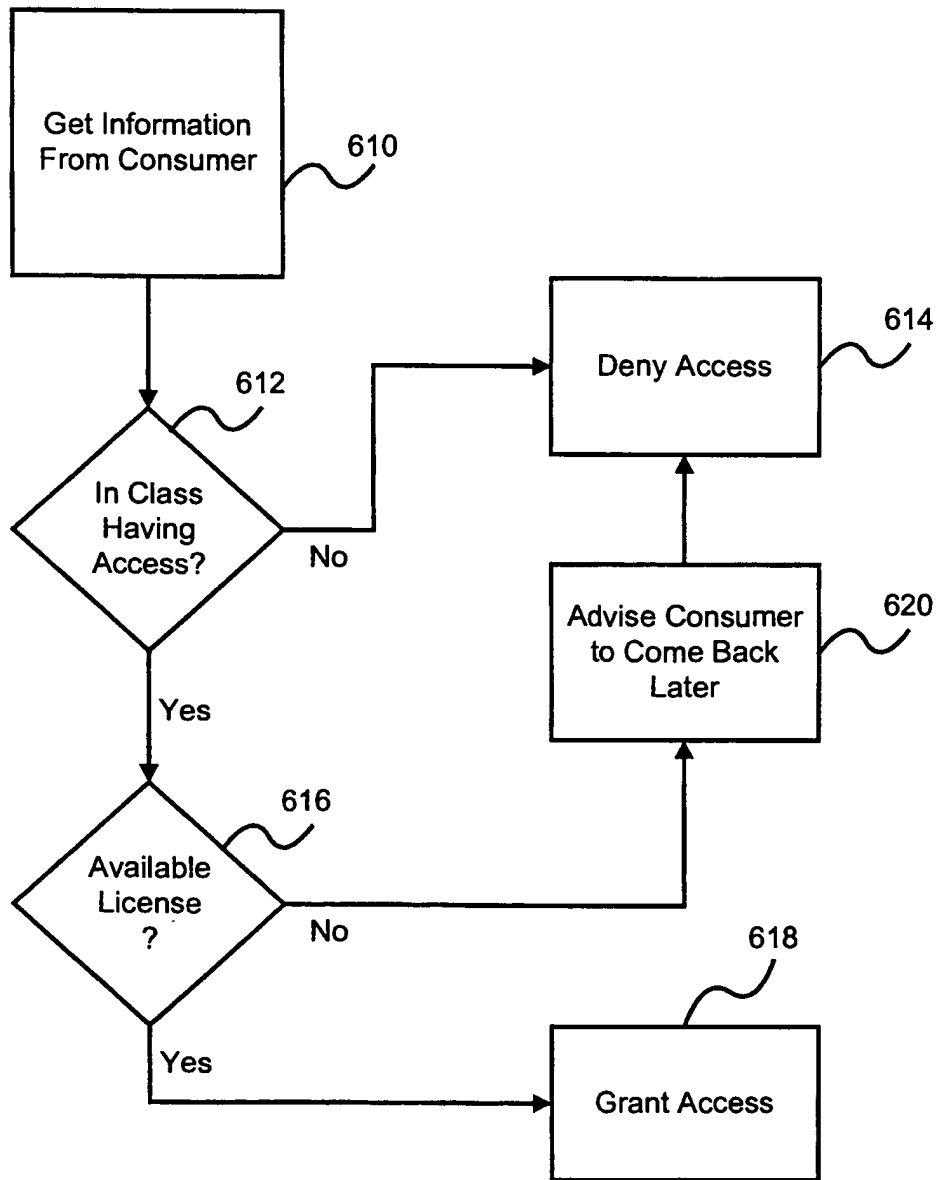 Get Information
From Consumer
610
Deny Access
614
612
In Class
Having
Access?
No
Advise Consumer
to Come Back
Later
620
Yes
616
Available
License
?
No
618
Yes
Grant Access